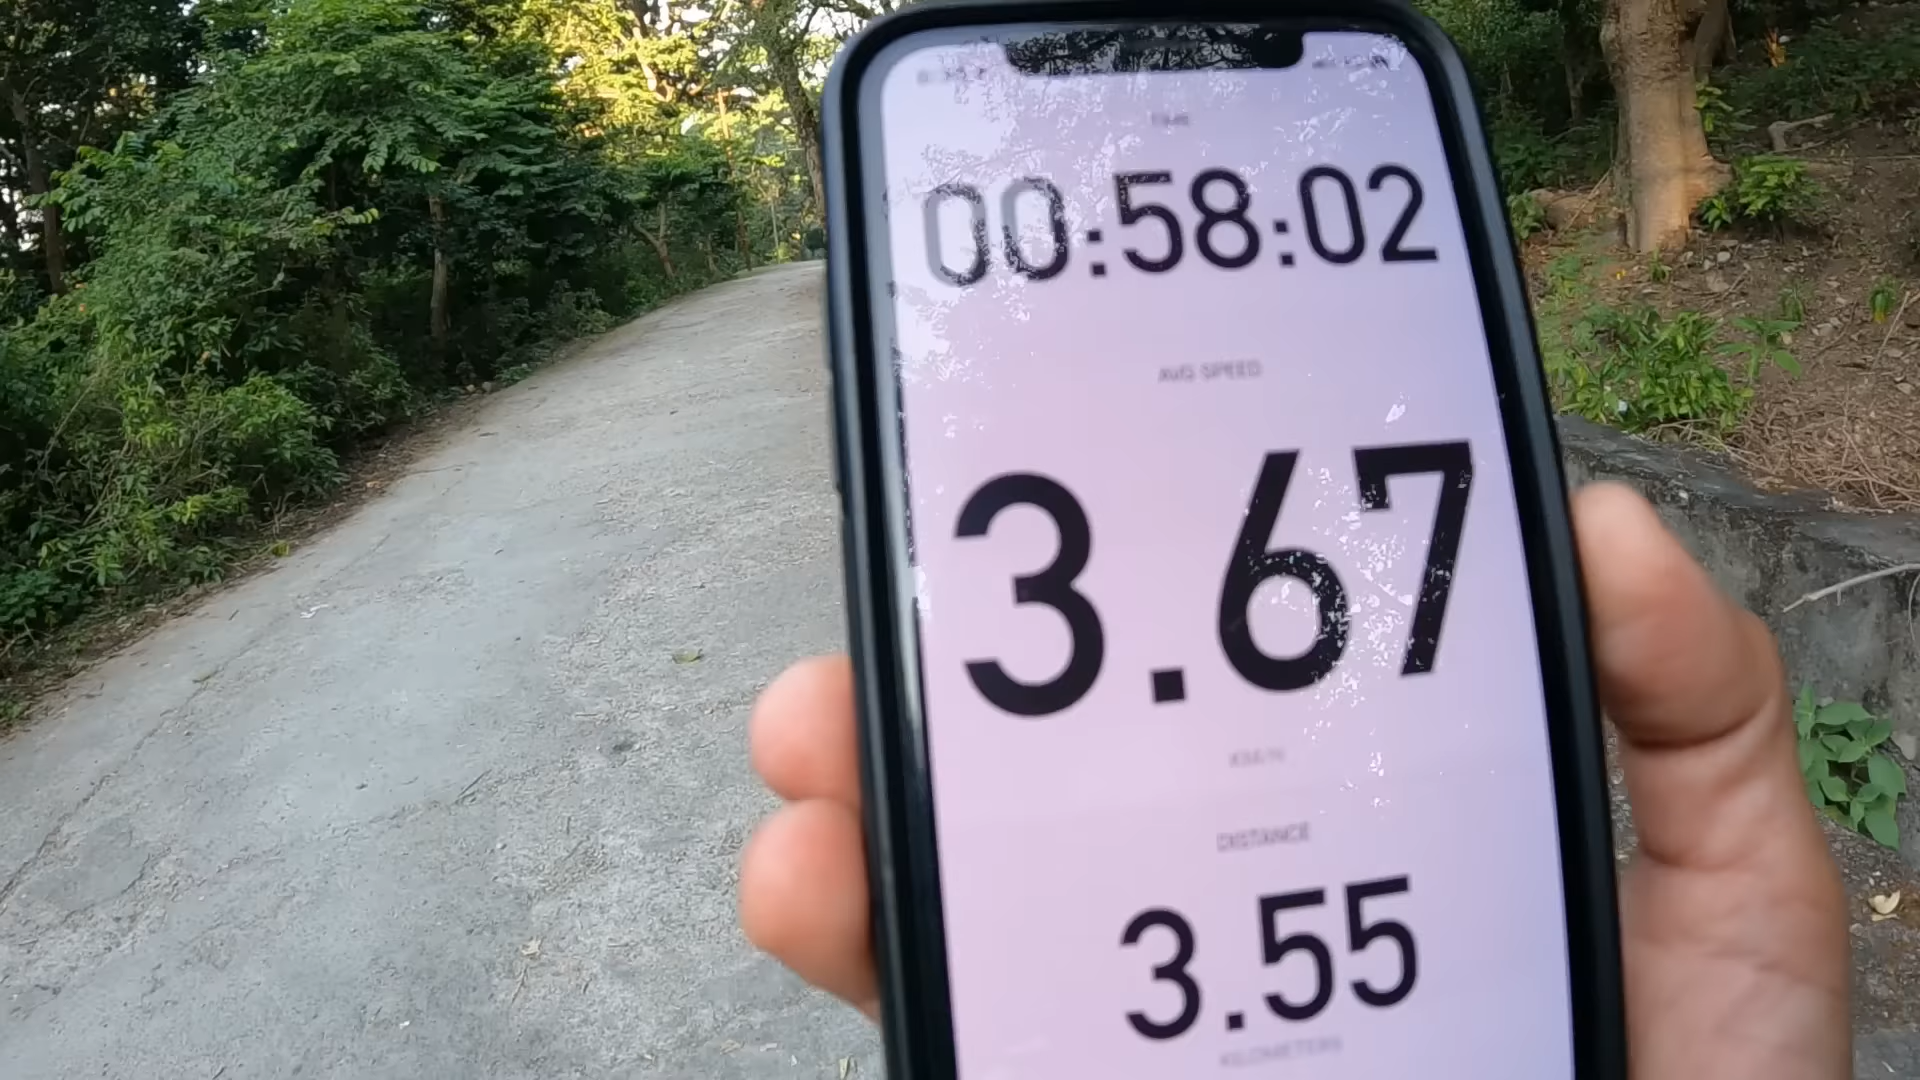 TIME
00:58:02
AVG SPEED
3.67
KM/H
DISTANCE
3.55
KILOMETERS